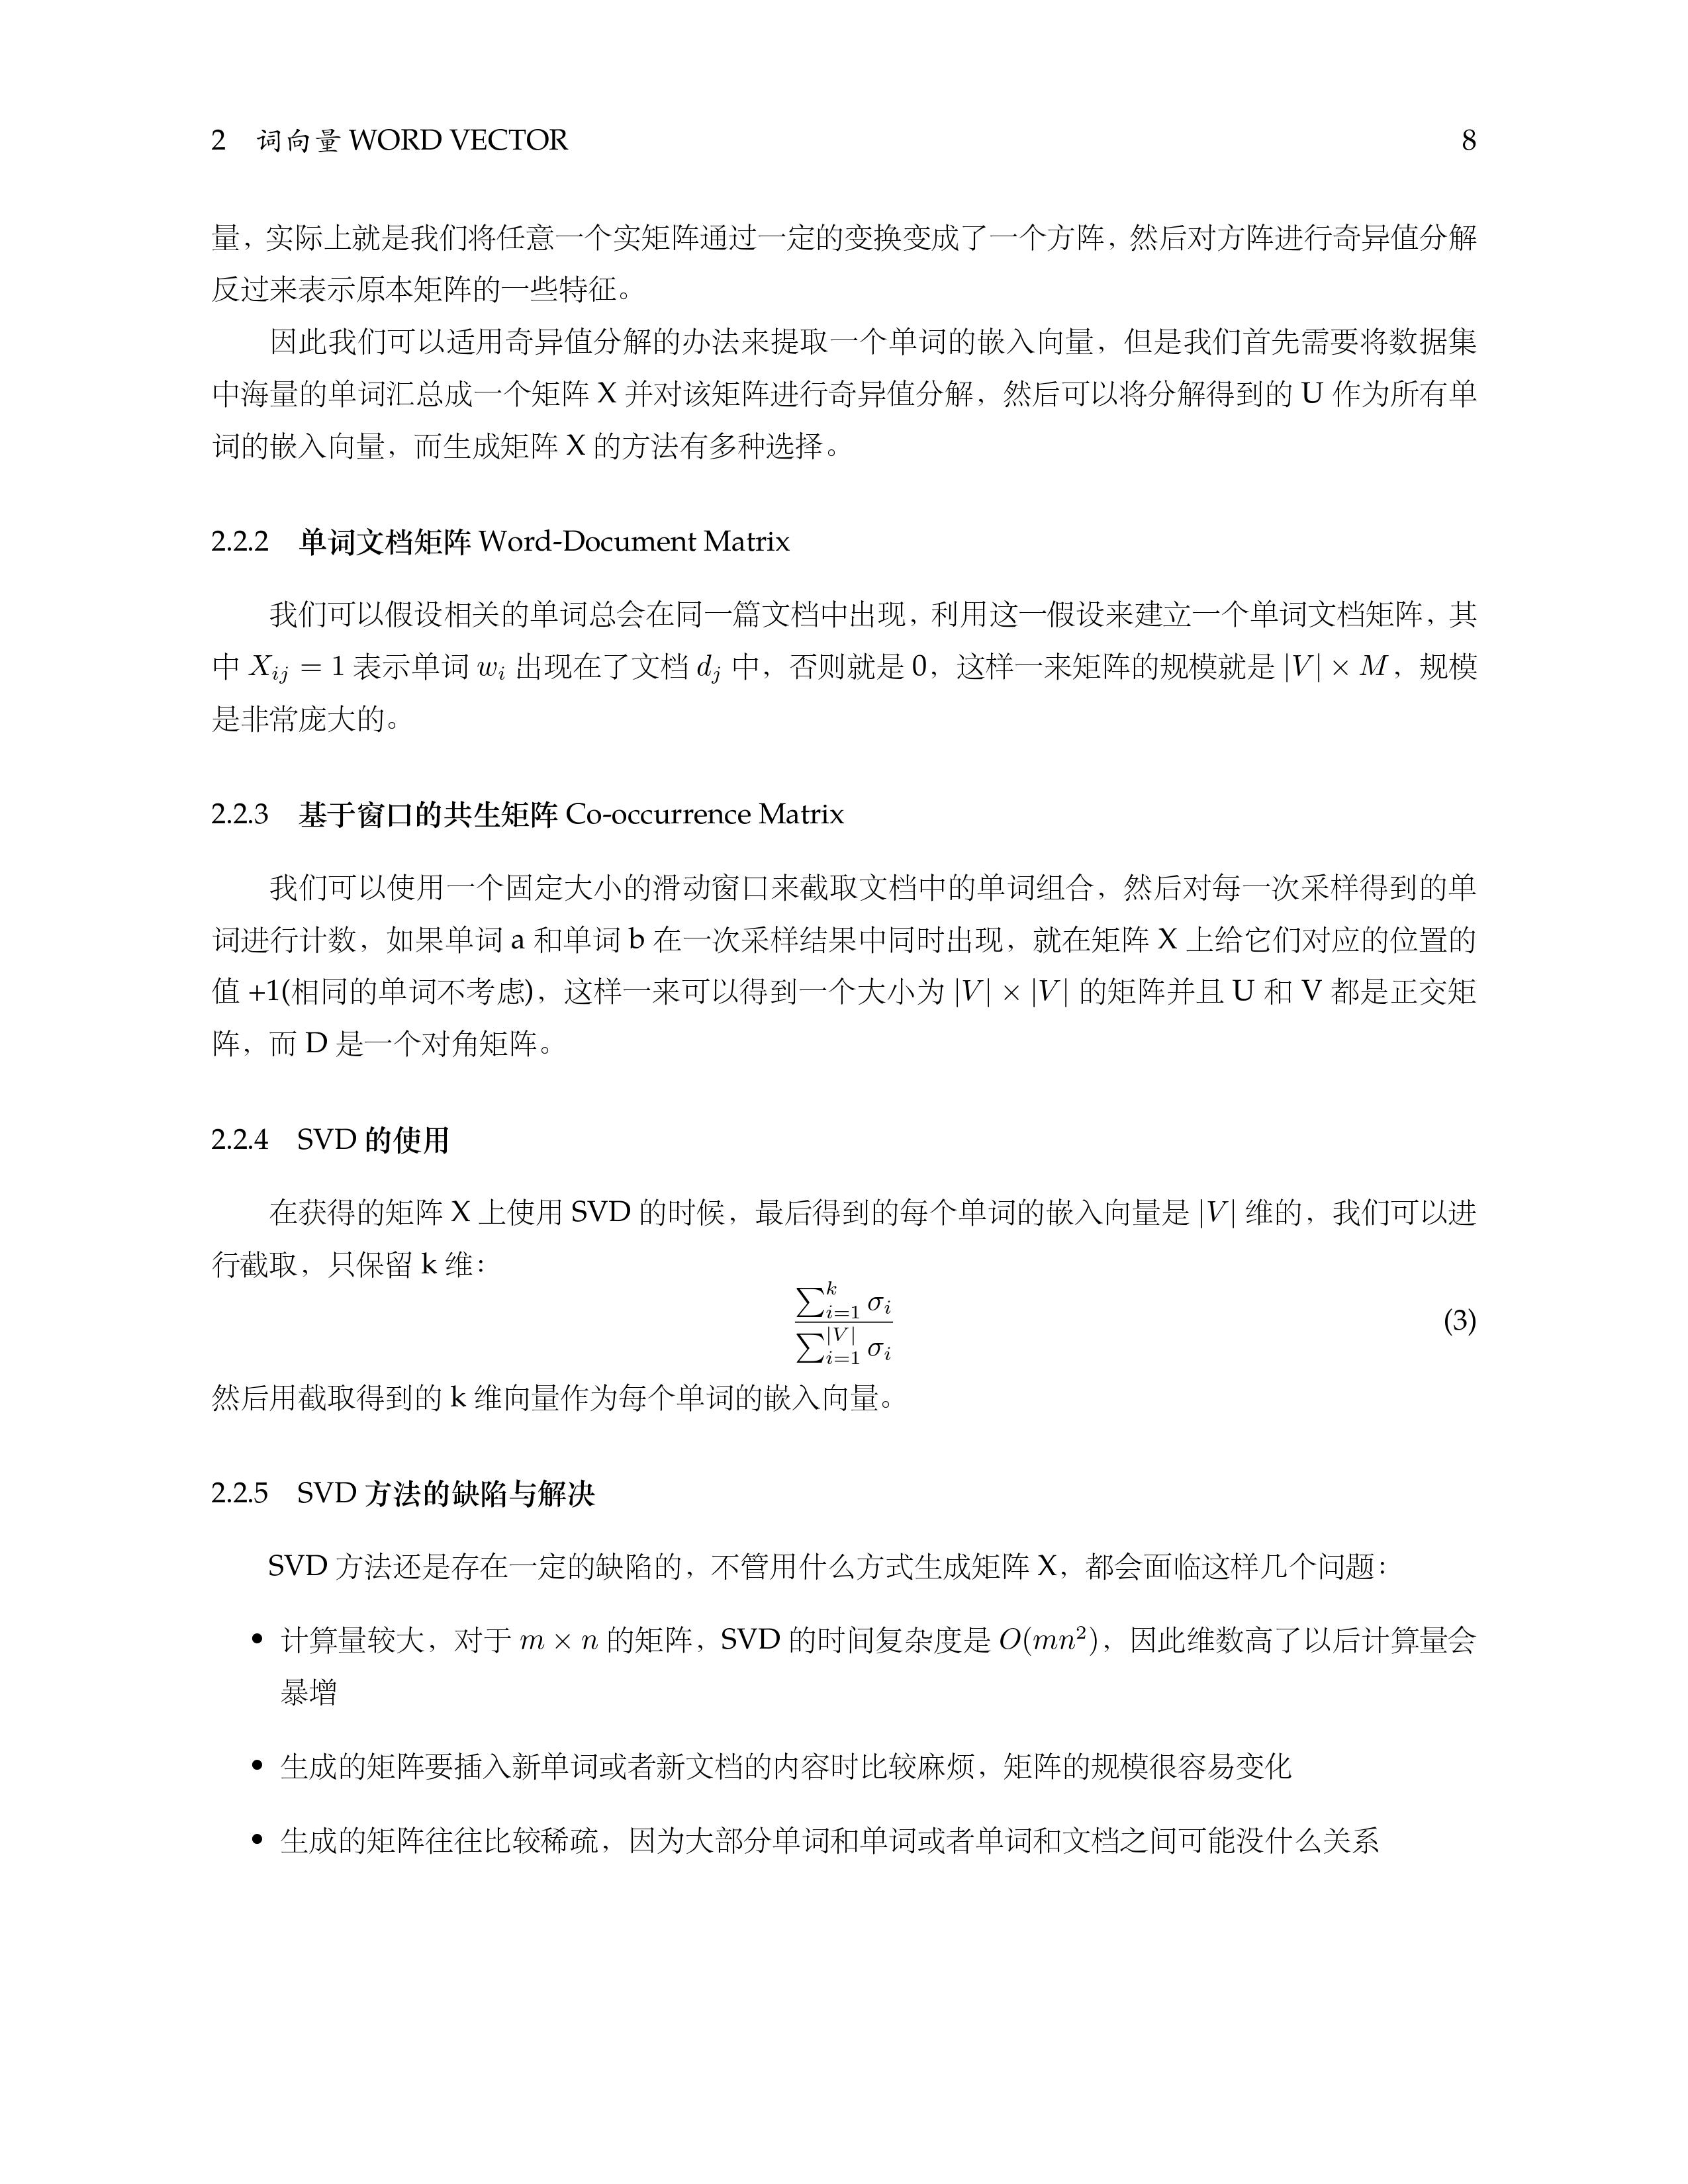 2 词向量 WORD VECTOR 8
量，实际上就是我们将任意一个实矩阵通过一定的变换变成了一个方阵，然后对方阵进行奇异值分解
反过来表示原本矩阵的一些特征。
因此我们可以适用奇异值分解的办法来提取一个单词的嵌入向量，但是我们首先需要将数据集
中海量的单词汇总成一个矩阵 X 并对该矩阵进行奇异值分解，然后可以将分解得到的 U 作为所有单
词的嵌入向量，而生成矩阵 X 的方法有多种选择。
2.2.2 单词文档矩阵 Word-Document Matrix
我们可以假设相关的单词总会在同一篇文档中出现，利用这一假设来建立一个单词文档矩阵，其
中 $X_{ij} = 1$ 表示单词 $w_i$ 出现在了文档 $d_j$ 中，否则就是 0，这样一来矩阵的规模就是 $|V| \times M$，规模
是非常庞大的。
2.2.3 基于窗口的共生矩阵 Co-occurrence Matrix
我们可以使用一个固定大小的滑动窗口来截取文档中的单词组合，然后对每一次采样得到的单
词进行计数，如果单词 a 和单词 b 在一次采样结果中同时出现，就在矩阵 X 上给它们对应的位置的
值 +1(相同的单词不考虑)，这样一来可以得到一个大小为 $|V| \times |V|$ 的矩阵并且 U 和 V 都是正交矩
阵，而 D 是一个对角矩阵。
2.2.4 SVD 的使用
在获得的矩阵 X 上使用 SVD 的时候，最后得到的每个单词的嵌入向量是 $|V|$ 维的，我们可以进
行截取，只保留 k 维：
$\frac{\sum_{i=1}^{k} \sigma_i}{\sum_{i=1}^{|V|} \sigma_i}$ (3)
然后用截取得到的 k 维向量作为每个单词的嵌入向量。
2.2.5 SVD 方法的缺陷与解决
SVD 方法还是存在一定的缺陷的，不管用什么方式生成矩阵 X，都会面临这样几个问题：
• 计算量较大，对于 $m \times n$ 的矩阵，SVD 的时间复杂度是 $O(mn^2)$，因此维数高了以后计算量会
暴增
• 生成的矩阵要插入新单词或者新文档的内容时比较麻烦，矩阵的规模很容易变化
• 生成的矩阵往往比较稀疏，因为大部分单词和单词或者单词和文档之间可能没什么关系